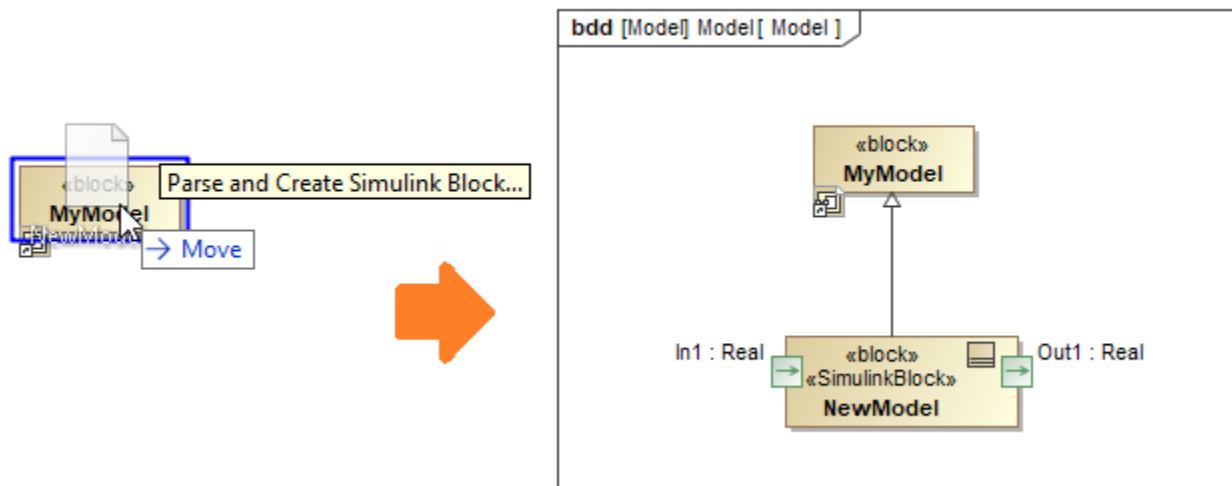 bdd [Model] Model[ Model ]
«block»
MyModel
Parse and Create Simulink Block...
Move
«block»
MyModel
In1 : Real
«block»
«SimulinkBlock»
NewModel
Out1 : Real